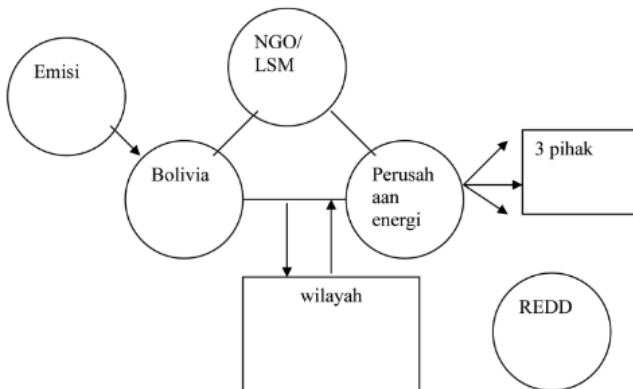 NGO/
LSM
Emisi
Bolivia
Perusah
aan
energi
3 pihak
wilayah
REDD